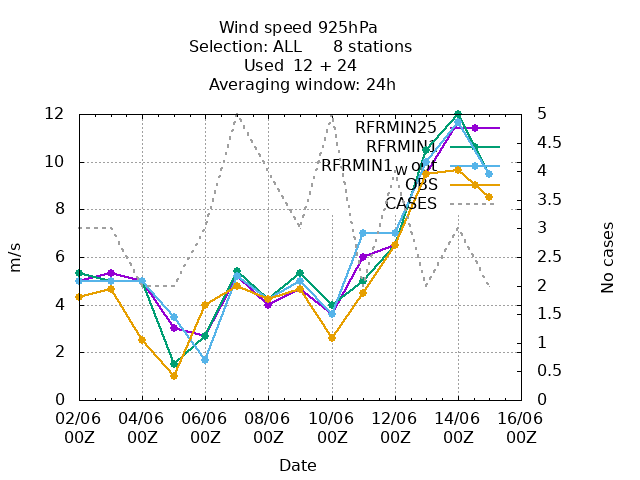 Wind speed 925hPa
Selection: ALL 8 stations
Used 12 + 24
Averaging window: 24h
12
10
8
6
4
2
0
m/s
5
4.5
4
3.5
3
2.5
2
1.5
1
0.5
0
No cases
RFRMIN25
RFRMIN1
RFRMIN1wout
OBS
CASES
02/06 04/06 06/06 08/06 10/06 12/06 14/06 16/06
00Z 00Z 00Z 00Z 00Z 00Z 00Z 00Z
Date